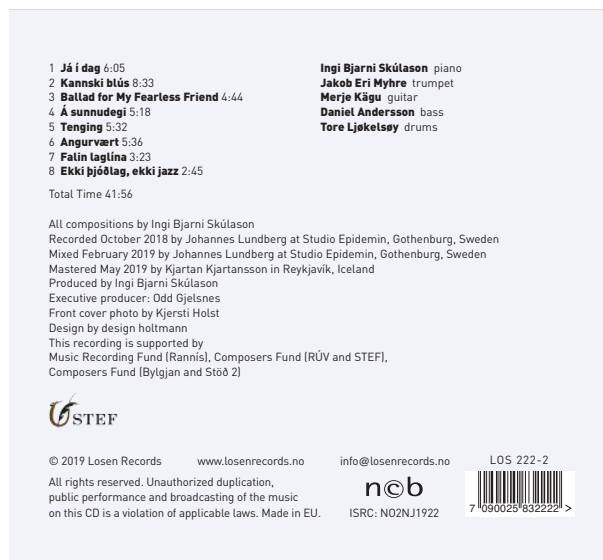 1 Já í dag 6:05
2 Kannski blús 8:33
3 Ballad for My Fearless Friend 4:44
4 Á sunnudegi 5:18
5 Tenging 5:32
6 Angurvært 5:36
7 Falin laglína 3:23
8 Ekki þjóðlag, ekki jazz 2:45
Total Time 41:56
Ingi Bjarni Skúlason piano
Jakob Eri Myhre trumpet
Merje Kägu guitar
Daniel Andersson bass
Tore Ljøkelsøy drums
All compositions by Ingi Bjarni Skúlason
Recorded October 2018 by Johannes Lundberg at Studio Epidemin, Gothenburg, Sweden
Mixed February 2019 by Johannes Lundberg at Studio Epidemin, Gothenburg, Sweden
Mastered May 2019 by Kjartan Kjartansson in Reykjavík, Iceland
Produced by Ingi Bjarni Skúlason
Executive producer: Odd Gjelsnes
Front cover photo by Kjersti Holst
Design by design holtmann
This recording is supported by
Music Recording Fund (Rannís), Composers Fund (RÚV and STEF),
Composers Fund (Bylgjan and Stöð 2)
STEF
© 2019 Losen Records www.losenrecords.no info@losenrecords.no LOS 222-2
All rights reserved. Unauthorized duplication,
public performance and broadcasting of the music
on this CD is a violation of applicable laws. Made in EU.
n©b
ISRC: NO2NJ1922
7 090025 832222 >